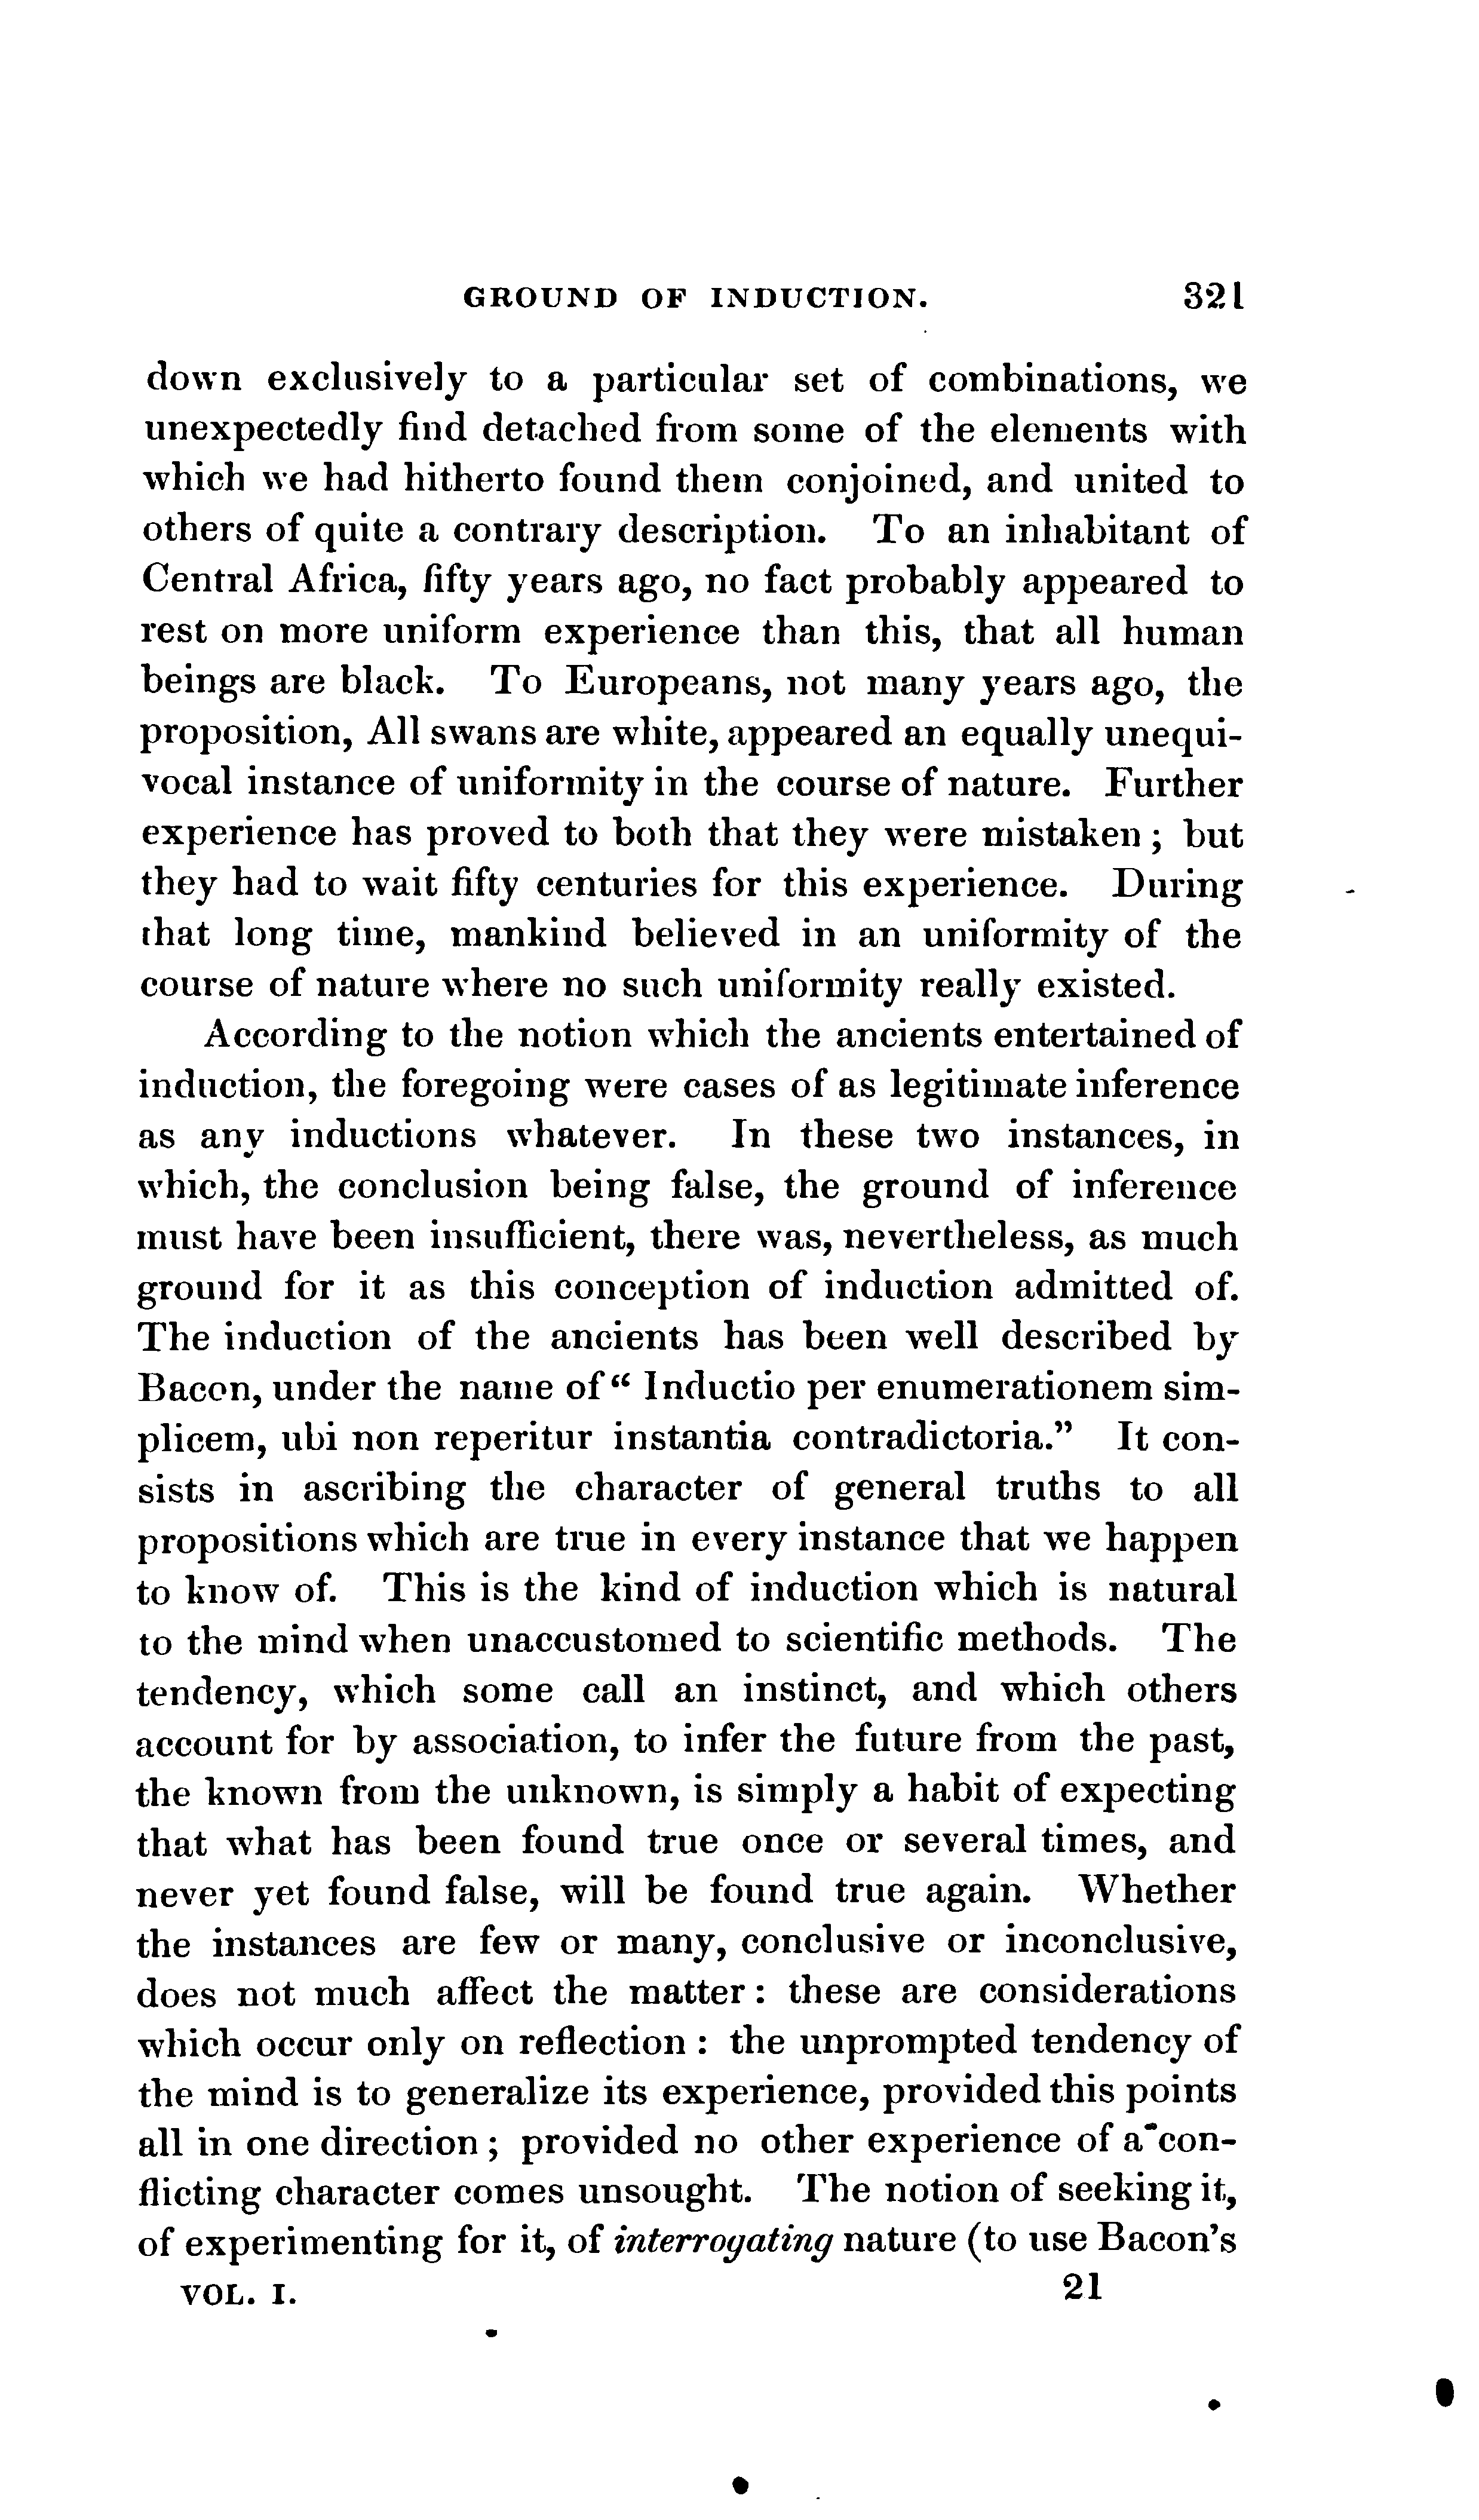 GROUND OF INDUCTION. 321
down exclusively to a particular set of combinations, we
unexpectedly find detached from some of the elements with
which we had hitherto found them conjoined, and united to
others of quite a contrary description. To an inhabitant of
Central Africa, fifty years ago, no fact probably appeared to
rest on more uniform experience than this, that all human
beings are black. To Europeans, not many years ago, the
proposition, All swans are white, appeared an equally unequi-
vocal instance of uniformity in the course of nature. Further
experience has proved to both that they were mistaken; but
they had to wait fifty centuries for this experience. During
that long time, mankind believed in an uniformity of the
course of nature where no such uniformity really existed.
According to the notion which the ancients entertained of
induction, the foregoing were cases of as legitimate inference
as any inductions whatever. In these two instances, in
which, the conclusion being false, the ground of inference
must have been insufficient, there was, nevertheless, as much
ground for it as this conception of induction admitted of.
The induction of the ancients has been well described by
Bacon, under the name of “ Inductio per enumerationem sim-
plicem, ubi non reperitur instantia contradictoria.” It con-
sists in ascribing the character of general truths to all
propositions which are true in every instance that we happen
to know of. This is the kind of induction which is natural
to the mind when unaccustomed to scientific methods. The
tendency, which some call an instinct, and which others
account for by association, to infer the future from the past,
the known from the unknown, is simply a habit of expecting
that what has been found true once or several times, and
never yet found false, will be found true again. Whether
the instances are few or many, conclusive or inconclusive,
does not much affect the matter: these are considerations
which occur only on reflection: the unprompted tendency of
the mind is to generalize its experience, provided this points
all in one direction; provided no other experience of a con-
flicting character comes unsought. The notion of seeking it,
of experimenting for it, of interrogating nature (to use Bacon's
VOL. I. 21